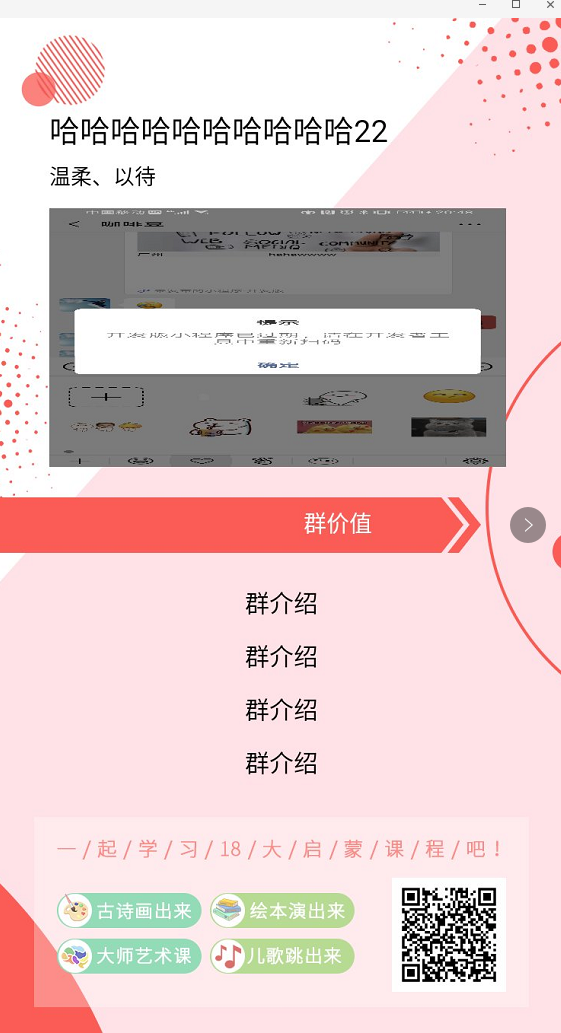 哈哈哈哈哈哈哈哈哈哈22
温柔、以待
咖啡豆
广州
hahawwww
提示
开发版小程序已过期，请在开发者工
具中重新扫码
确定
群价值
群介绍
群介绍
群介绍
群介绍
一/起/学/习/18/大/启/蒙/课/程/吧！
古诗画出来 绘本演出来
大师艺术课 儿歌跳出来